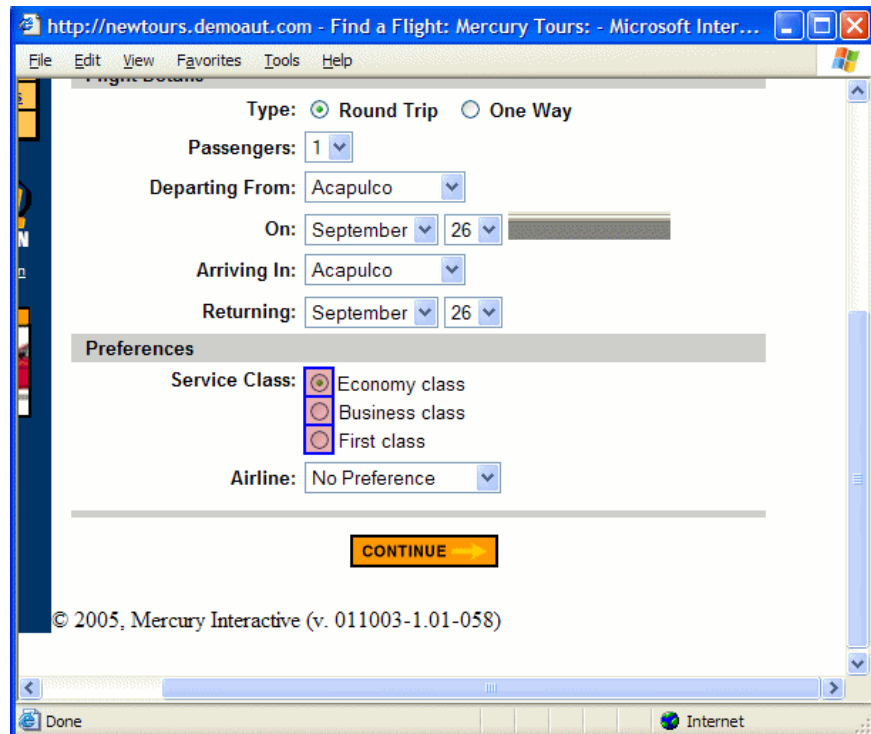 http://newtours.demoaut.com - Find a Flight: Mercury Tours: - Microsoft Inter...
File Edit View Favorites Tools Help
Flight Details
Type: Round Trip One Way
Passengers: 1
Departing From: Acapulco
On: September 26
Arriving In: Acapulco
Returning: September 26
Preferences
Service Class: Economy class
Business class
First class
Airline: No Preference
CONTINUE
© 2005, Mercury Interactive (v. 011003-1.01-058)
Done Internet